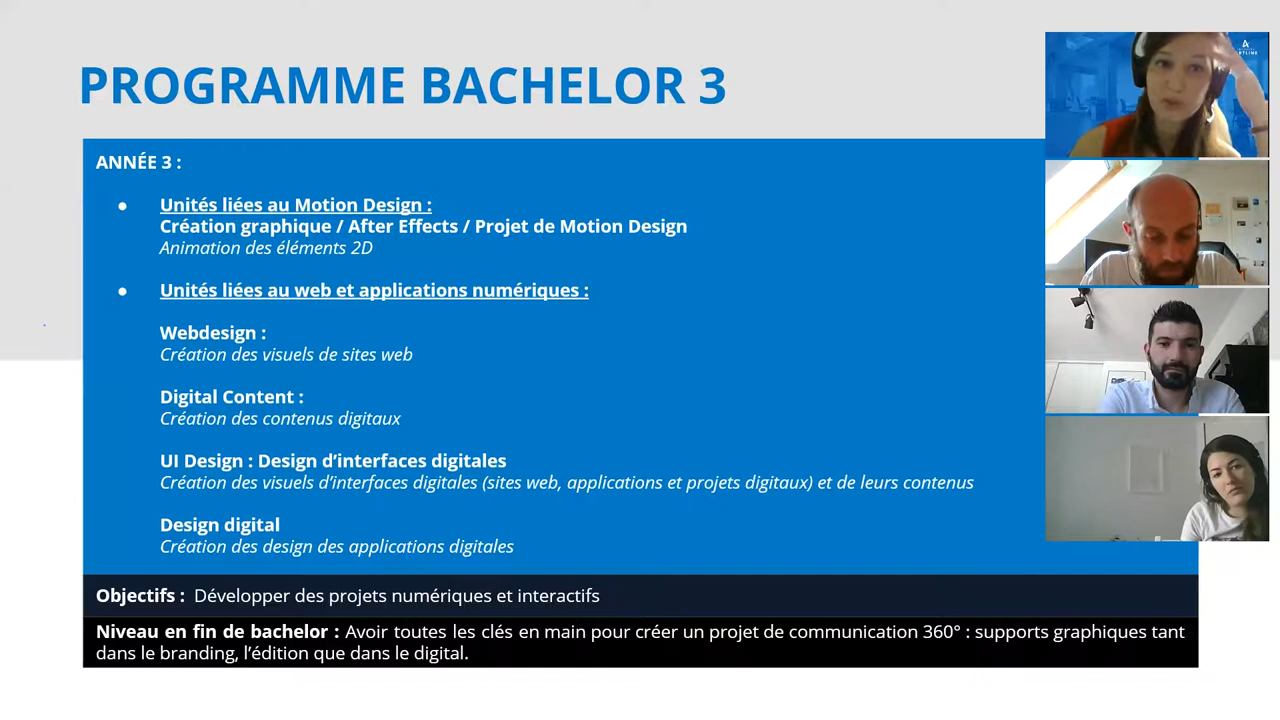 PROGRAMME BACHELOR 3
ANNÉE 3 :
Unités liées au Motion Design :
Création graphique / After Effects / Projet de Motion Design
Animation des éléments 2D
Unités liées au web et applications numériques :
Webdesign :
Création des visuels de sites web
Digital Content :
Création des contenus digitaux
UI Design : Design d’interfaces digitales
Création des visuels d’interfaces digitales (sites web, applications et projets digitaux) et de leurs contenus
Design digital
Création des design des applications digitales
Objectifs : Développer des projets numériques et interactifs
Niveau en fin de bachelor : Avoir toutes les clés en main pour créer un projet de communication 360° : supports graphiques tant
dans le branding, l’édition que dans le digital.